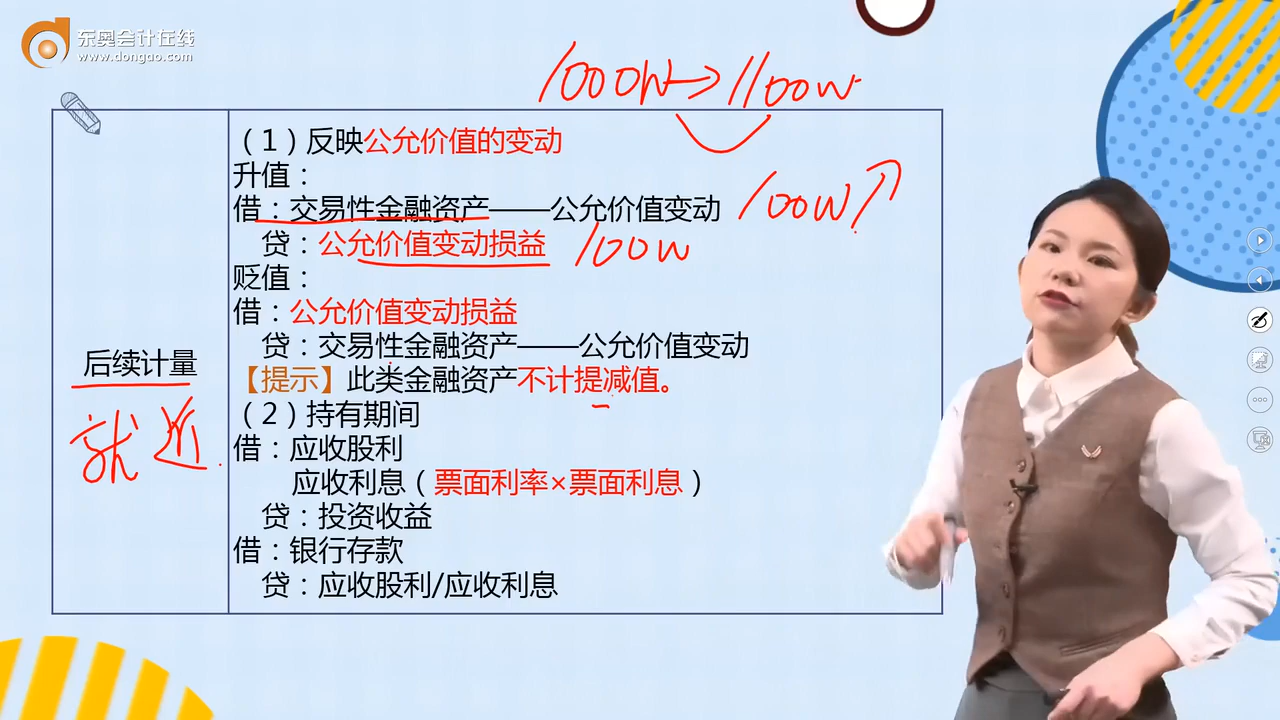 东奥会计在线
www.dongao.com
1000W→1100W
(1)反映公允价值的变动
升值:
借:交易性金融资产——公允价值变动 100W↗
贷:公允价值变动损益 100W
贬值:
借:公允价值变动损益
贷:交易性金融资产——公允价值变动
后续计量
就近.
【提示】此类金融资产不计提减值。
(2)持有期间
借:应收股利
应收利息(票面利率×票面利息)
贷:投资收益
借:银行存款
贷:应收股利/应收利息